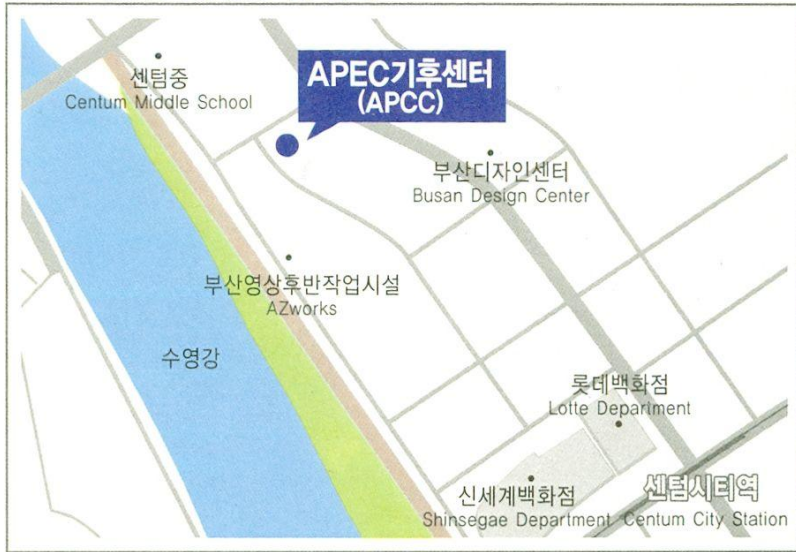 센텀중
Centum Middle School
APEC기후센터
(APCC)
부산디자인센터
Busan Design Center
부산영상후반작업시설
AZworks
수영강
롯데백화점
Lotte Department
신세계백화점
Shinsegae Department
센텀시티역
Centum City Station